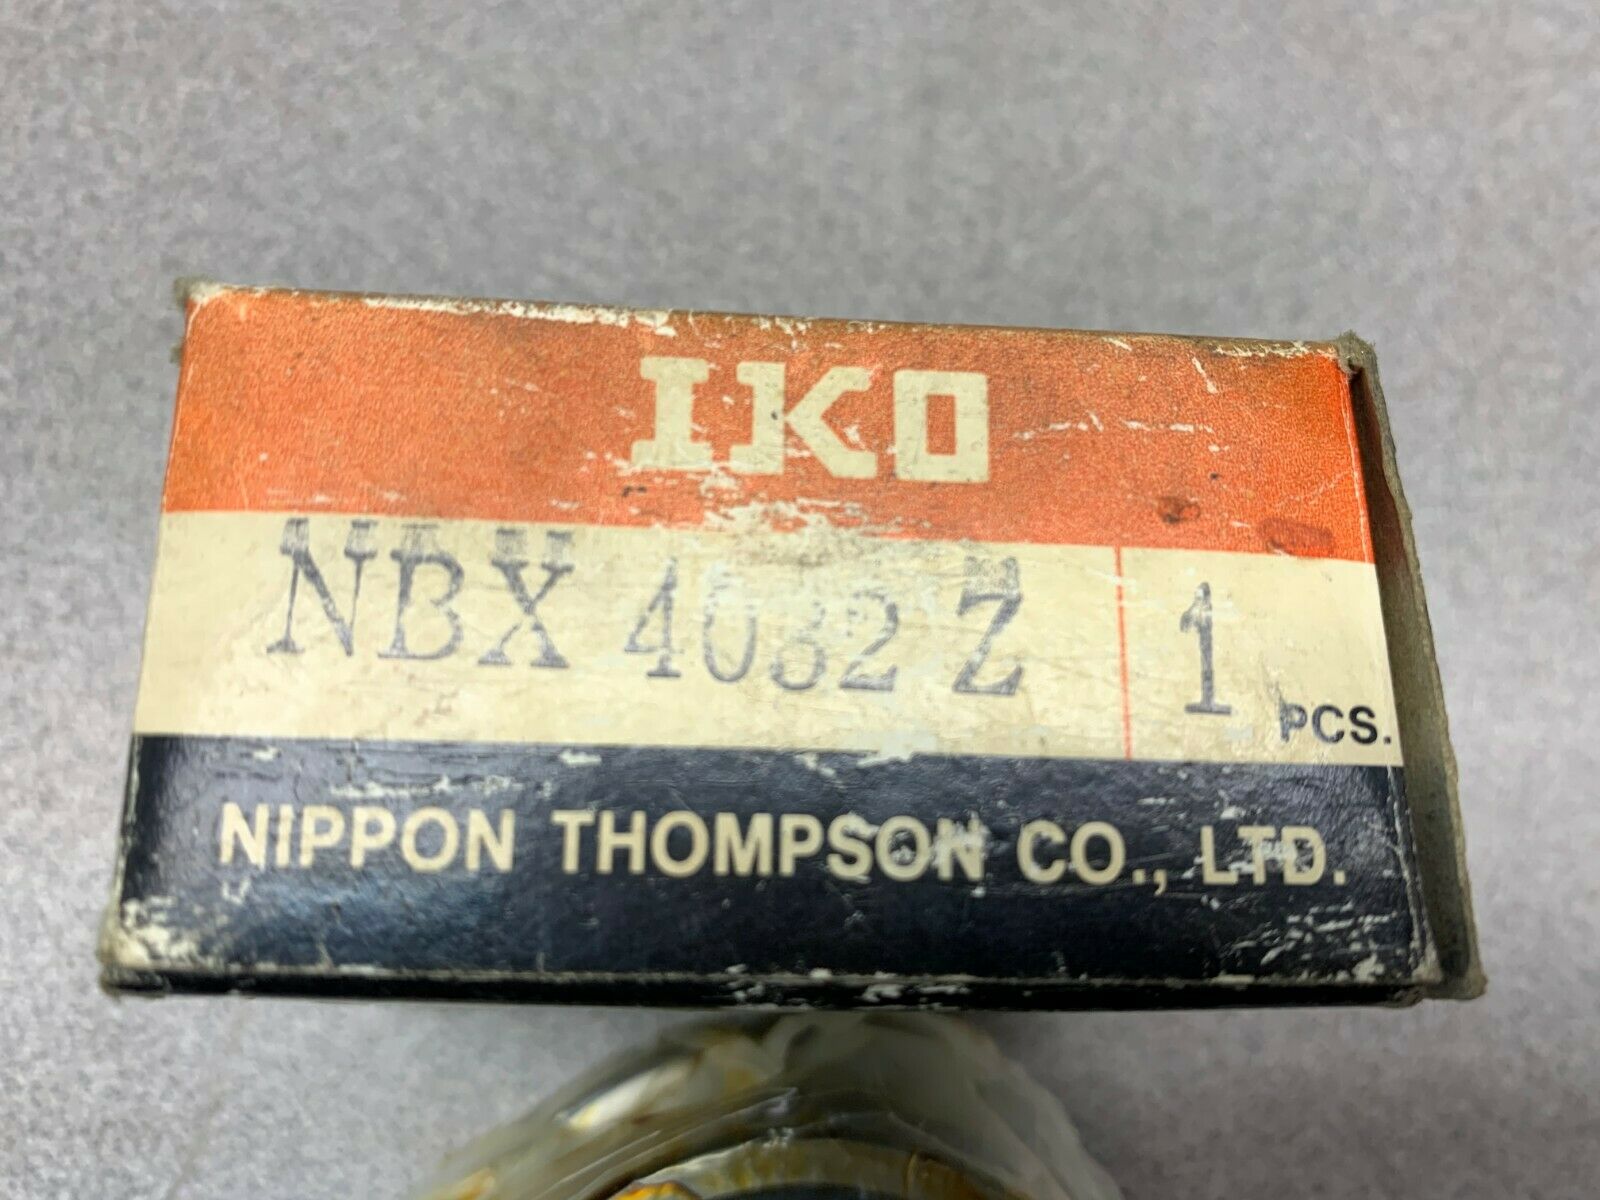 IKO
NBX 4032 Z 1 PCS.
NIPPON THOMPSON CO., LTD.